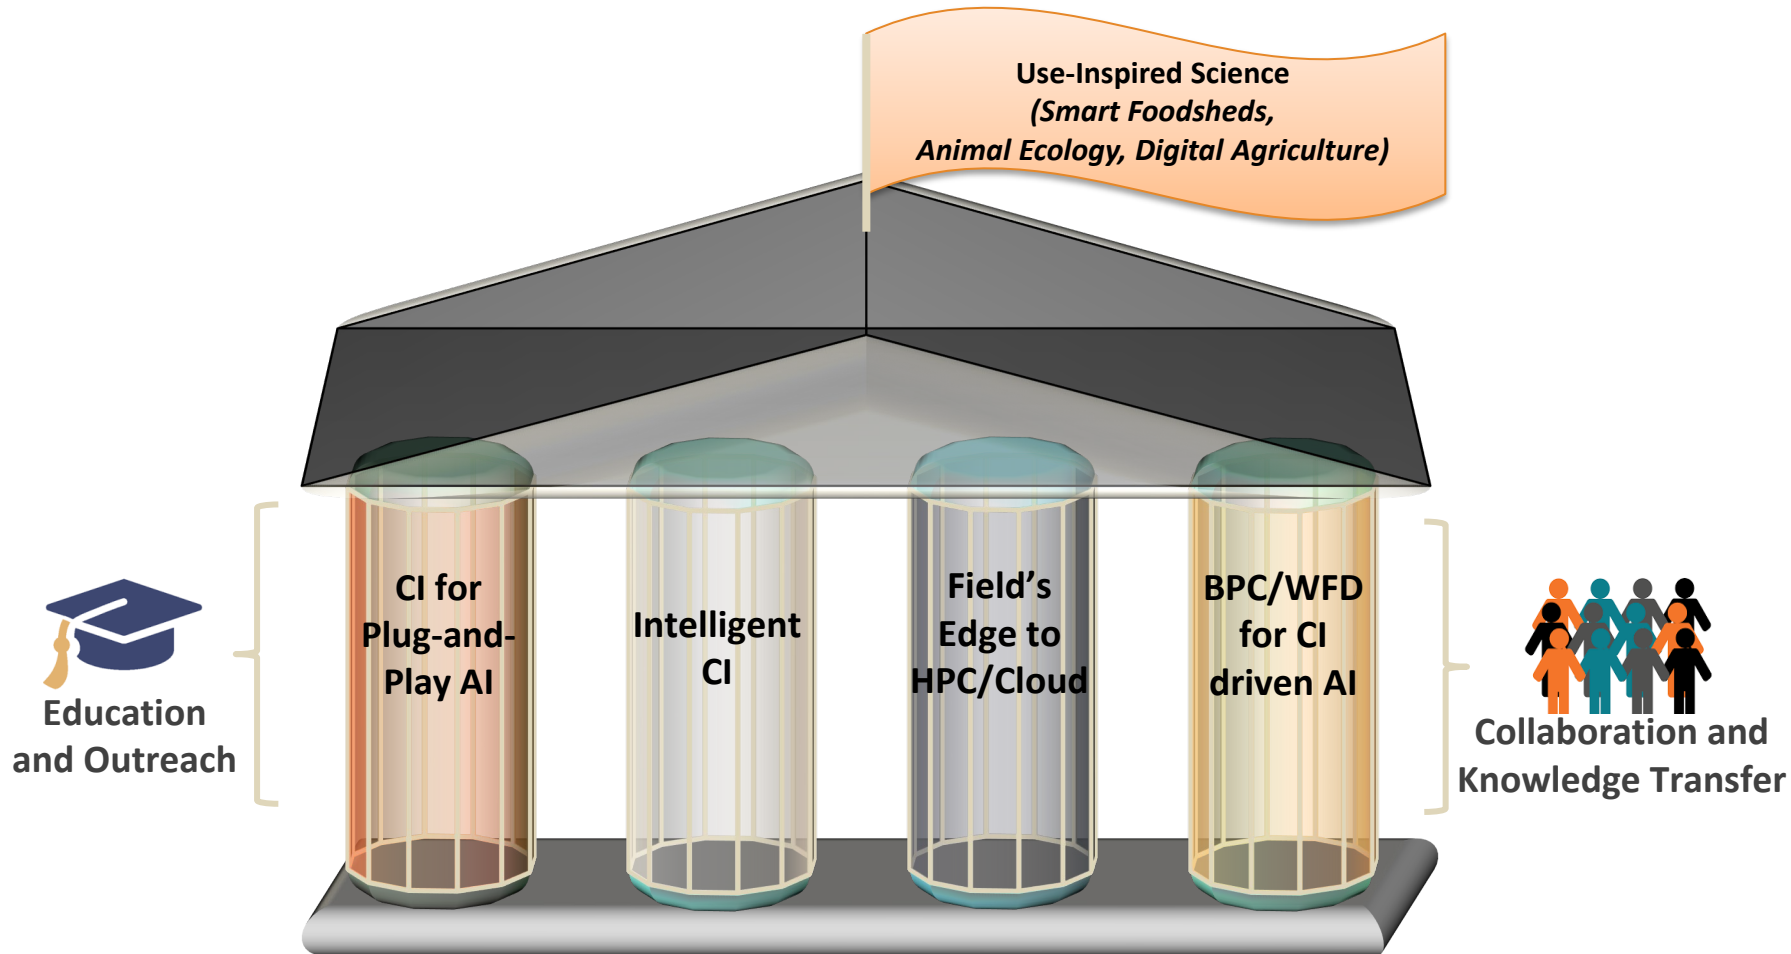 Use-Inspired Science
(Smart Foodsheds,
Animal Ecology, Digital Agriculture)
CI for
Plug-and-
Play AI
Intelligent
CI
Field’s
Edge to
HPC/Cloud
BPC/WFD
for CI
driven AI
Education
and Outreach
Collaboration and
Knowledge Transfer